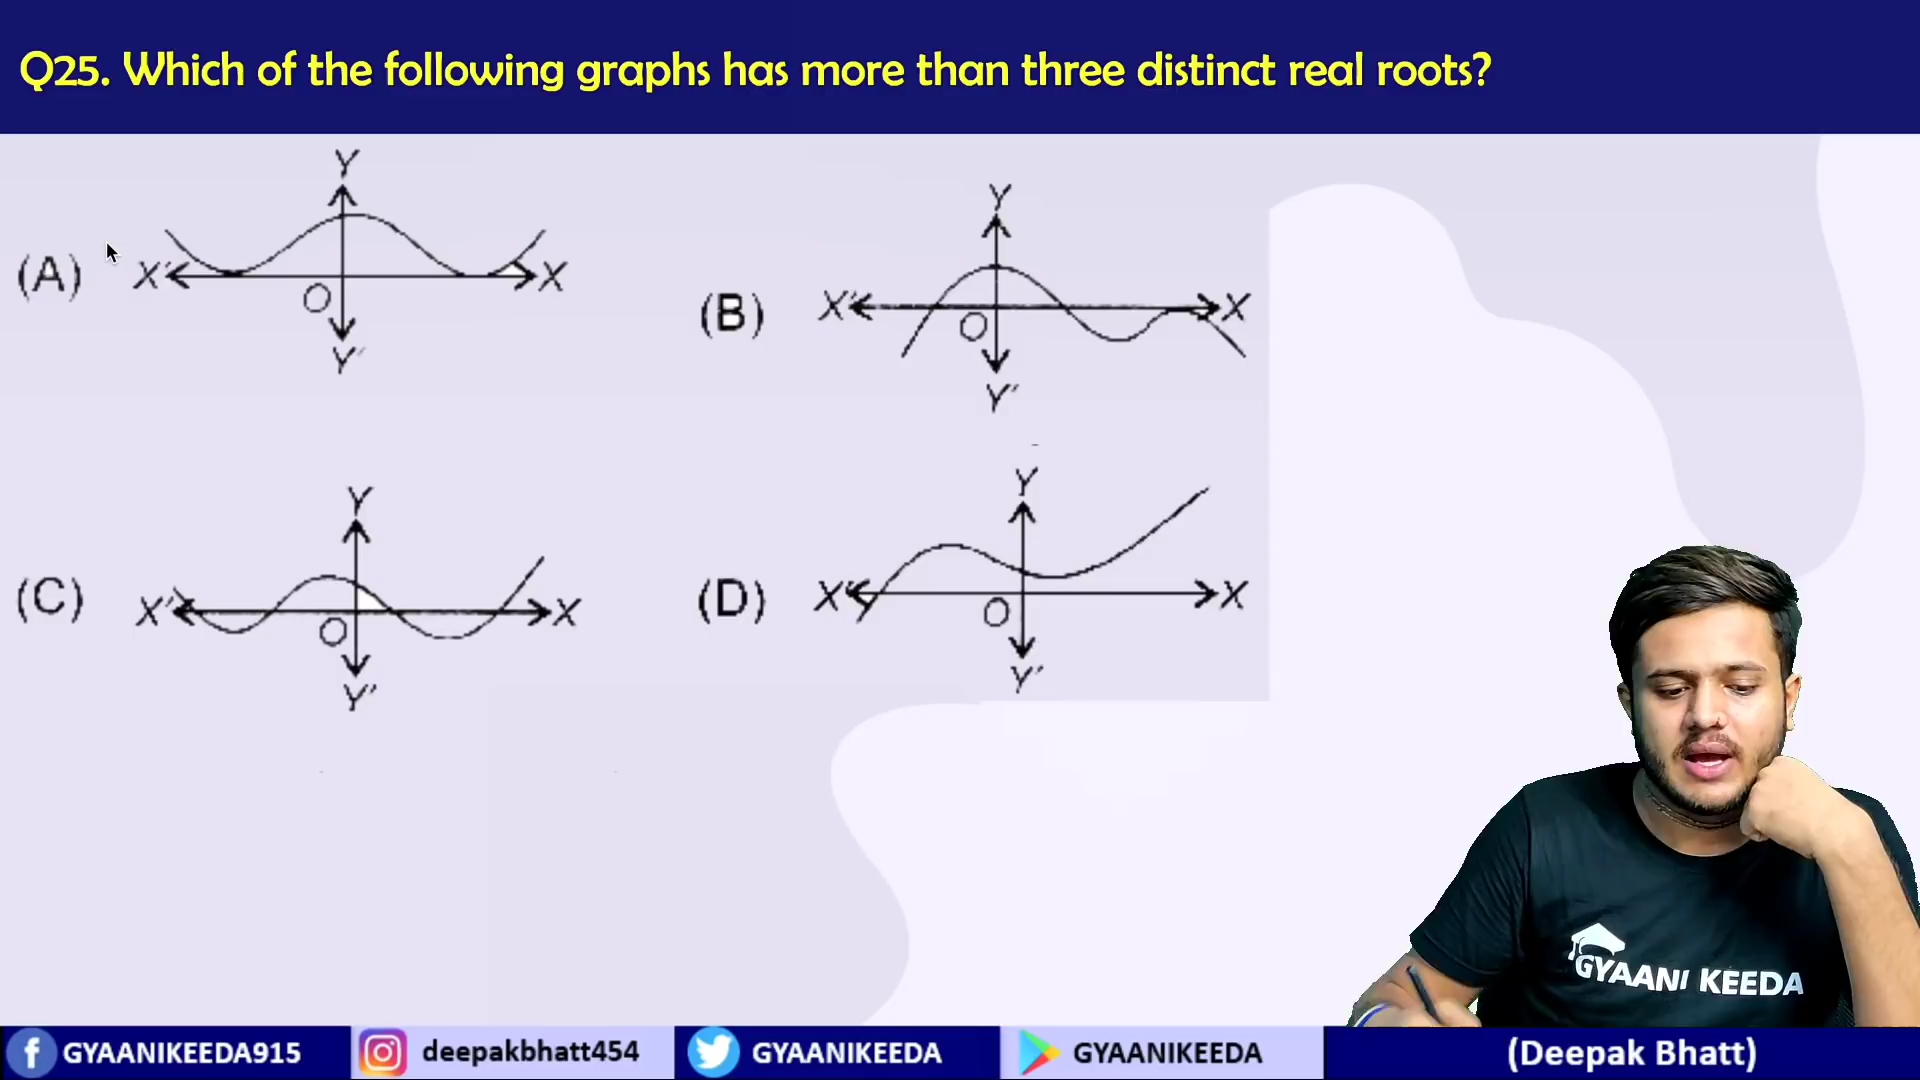 Q25. Which of the following graphs has more than three distinct real roots?
Y
(A) X' X
O
Y'
Y
(B) X' X
O
Y'
Y
(C) X' X
O
Y'
Y
(D) X' X
O
Y'
GYAANI KEEDA
GYAANIKEEDA915 deepakbhatt454 GYAANIKEEDA GYAANIKEEDA (Deepak Bhatt)